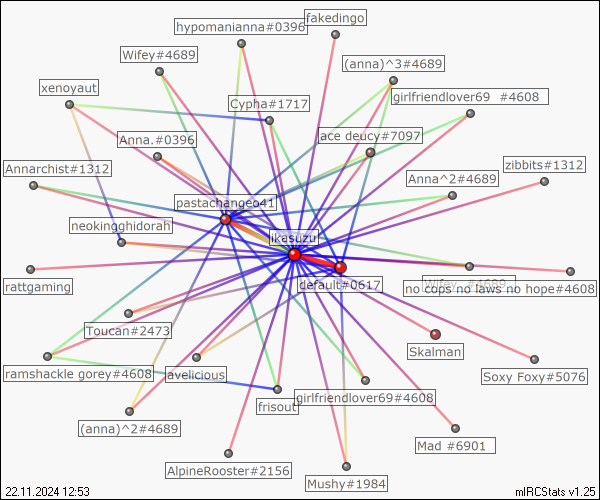 fakedingo
hypomanianna#0396
Wifey#4689
(anna)^3#4689
xenoyaut
girlfriendlover69 #4608
Cypha#1717
Anna.#0396
ace deucy#7097
Annarchist#1312
zibbits#1312
Anna^2#4689
pastachangeo41
neokingghidorah
ikasuzu
rattgaming
default#0617
Wifey_#4689
no cops no laws no hope#4608
Toucan#2473
Skalman
ramshackle gorey#4608
avelicious
Soxy Foxy#5076
frisout
girlfriendlover69#4608
(anna)^2#4689
Mad #6901
AlpineRooster#2156
Mushy#1984
22.11.2024 12:53
mIRCStats v1.25